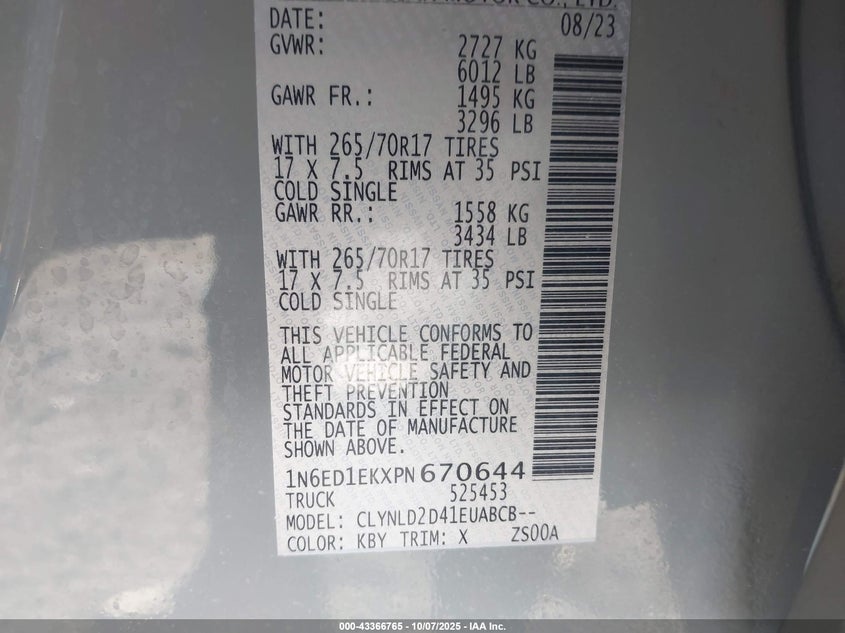 MOTOR CO., LTD.
DATE: 08/23
GVWR: 2727 KG
6012 LB
GAWR FR.: 1495 KG
3296 LB
WITH 265/70R17 TIRES
17 X 7.5 RIMS AT 35 PSI
COLD SINGLE
GAWR RR.: 1558 KG
3434 LB
WITH 265/70R17 TIRES
17 X 7.5 RIMS AT 35 PSI
COLD SINGLE
THIS VEHICLE CONFORMS TO
ALL APPLICABLE FEDERAL
MOTOR VEHICLE SAFETY AND
THEFT PREVENTION
STANDARDS IN EFFECT ON
THE DATE OF MANUFACTURE
SHOWN ABOVE.
1N6ED1EKXPN670644
TRUCK 525453
MODEL: CLYNLD2D41EUABCB--
COLOR: KBY TRIM: X ZS00A
000-43366765 - 10/07/2025 - IAA Inc.